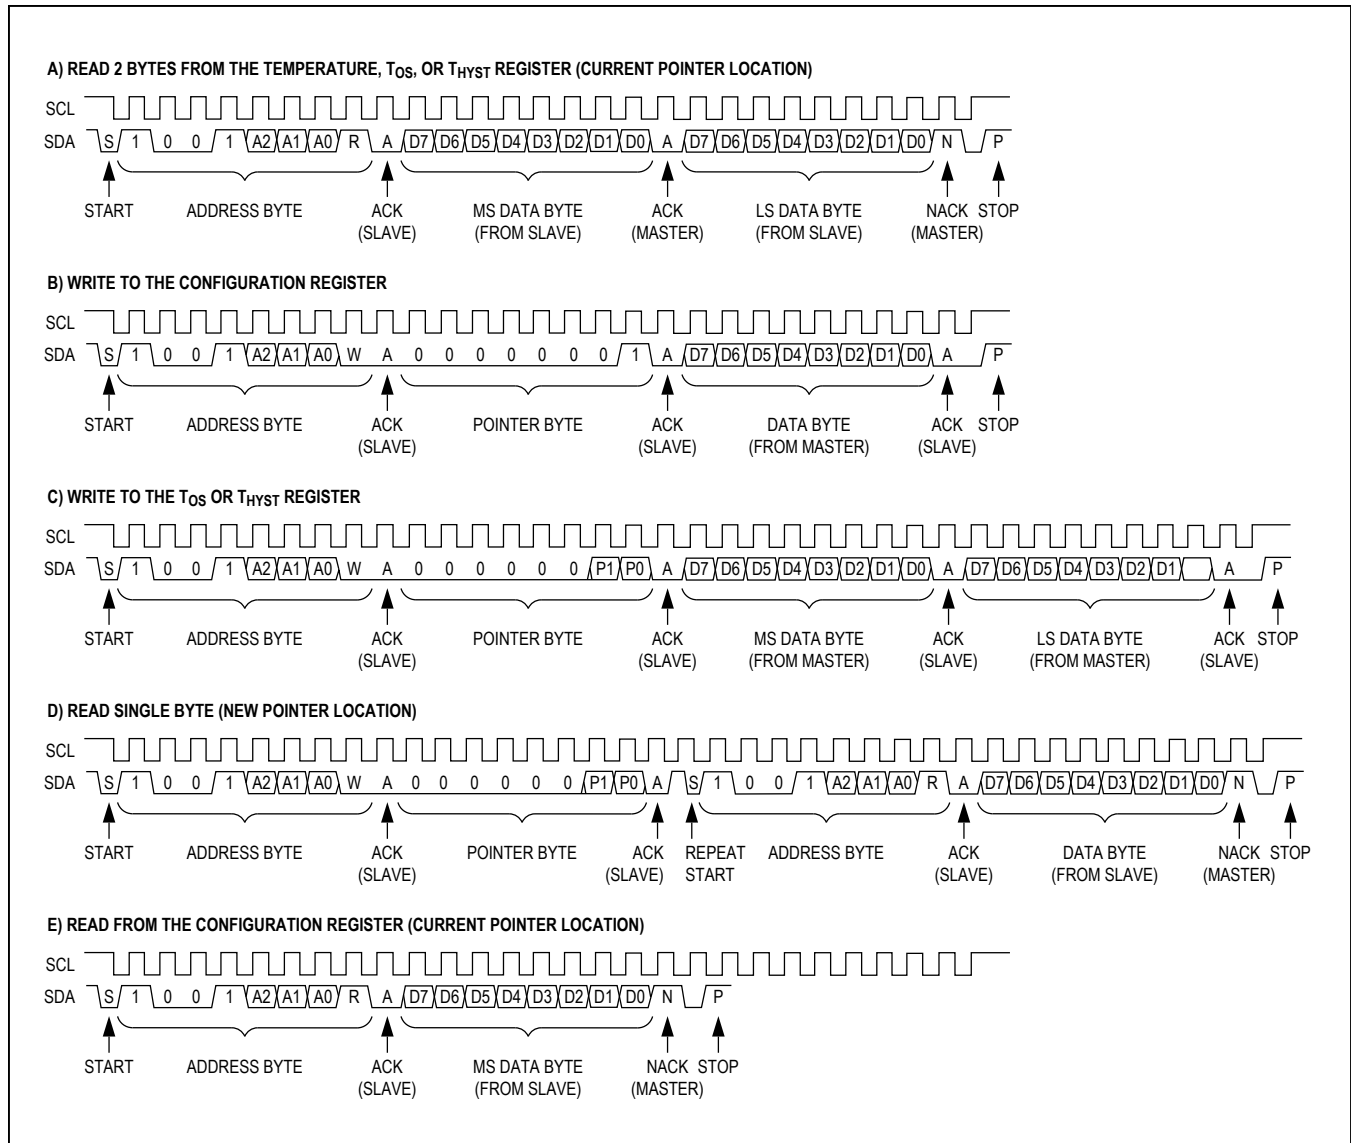 A) READ 2 BYTES FROM THE TEMPERATURE, TOS, OR THYST REGISTER (CURRENT POINTER LOCATION)
SCL
SDA S 1 0 0 1 A2 A1 A0 R A D7 D6 D5 D4 D3 D2 D1 D0 A D7 D6 D5 D4 D3 D2 D1 D0 N P
START ADDRESS BYTE ACK MS DATA BYTE ACK LS DATA BYTE NACK STOP
(SLAVE) (FROM SLAVE) (MASTER) (FROM SLAVE) (MASTER)
B) WRITE TO THE CONFIGURATION REGISTER
SCL
SDA S 1 0 0 1 A2 A1 A0 W A 0 0 0 0 0 0 0 1 A D7 D6 D5 D4 D3 D2 D1 D0 A P
START ADDRESS BYTE ACK POINTER BYTE ACK DATA BYTE ACK STOP
(SLAVE) (SLAVE) (FROM MASTER) (SLAVE)
C) WRITE TO THE TOS OR THYST REGISTER
SCL
SDA S 1 0 0 1 A2 A1 A0 W A 0 0 0 0 0 0 P1 P0 A D7 D6 D5 D4 D3 D2 D1 D0 A D7 D6 D5 D4 D3 D2 D1 A P
START ADDRESS BYTE ACK POINTER BYTE ACK MS DATA BYTE ACK LS DATA BYTE ACK STOP
(SLAVE) (SLAVE) (FROM MASTER) (SLAVE) (FROM MASTER) (SLAVE)
D) READ SINGLE BYTE (NEW POINTER LOCATION)
SCL
SDA S 1 0 0 1 A2 A1 A0 W A 0 0 0 0 0 0 P1 P0 A S 1 0 0 1 A2 A1 A0 R A D7 D6 D5 D4 D3 D2 D1 D0 N P
START ADDRESS BYTE ACK POINTER BYTE ACK REPEAT ADDRESS BYTE ACK DATA BYTE NACK STOP
(SLAVE) (SLAVE) START (SLAVE) (FROM SLAVE) (MASTER)
E) READ FROM THE CONFIGURATION REGISTER (CURRENT POINTER LOCATION)
SCL
SDA S 1 0 0 1 A2 A1 A0 R A D7 D6 D5 D4 D3 D2 D1 D0 N P
START ADDRESS BYTE ACK MS DATA BYTE NACK STOP
(SLAVE) (FROM SLAVE) (MASTER)